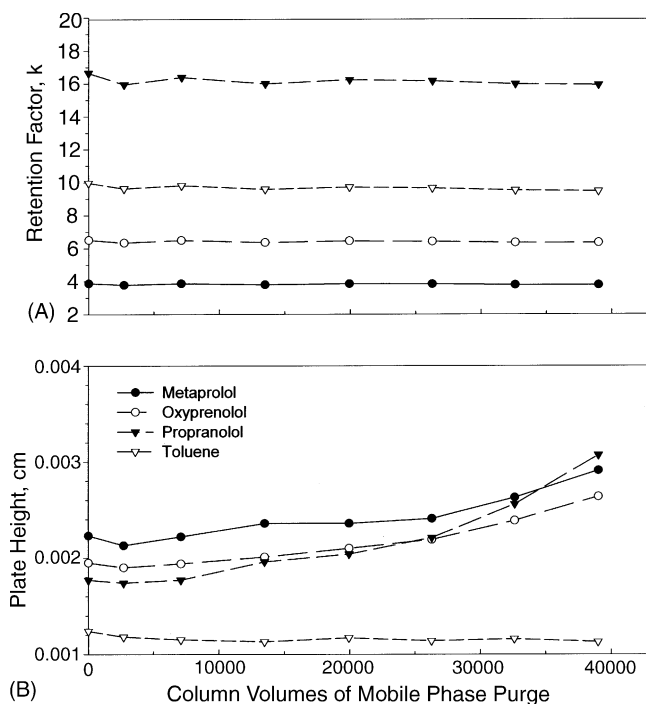 20
18
16
14
12
10
8
6
4
2
Retention Factor, k
(A)
0.004
0.003
0.002
0.001
Plate Height, cm
Metaprolol
Oxyprenolol
Propranolol
Toluene
0 10000 20000 30000 40000
(B) Column Volumes of Mobile Phase Purge